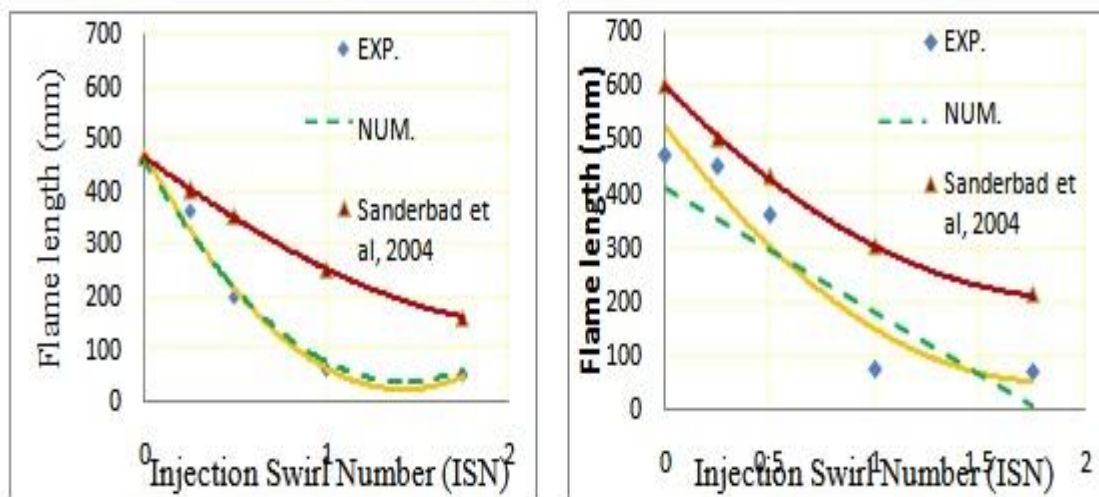 700
600
500
400
300
200
100
0
Flame length (mm)
EXP.
NUM.
Sanderbad et
al, 2004
0 1 2
Injection Swirl Number (ISN)
700
600
500
400
300
200
100
0
Flame length (mm)
EXP.
NUM.
Sanderbad et
al, 2004
0 0.5 1 1.5 2
Injection Swirl Number (ISN)